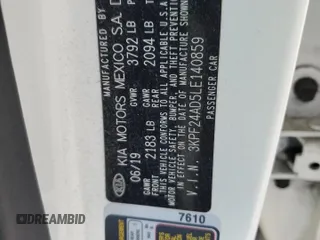 MANUFACTURED BY
KIA MOTORS MEXICO S.A. D
06/19 GVWR 3792 LB P
GAWR FRONT 2183 LB GAWR REAR 2094 LB T
THIS VEHICLE CONFORMS TO ALL APPLICABLE U.S.A
MOTOR VEHICLE SAFETY, BUMPER, AND THEFT PREVENTION
IN EFFECT ON THE DATE OF MANUFACTURE SHOWN
V.I.N. 3KPF24AD5LE140859
PASSENGER CAR
KIA
7610
DREAMBID